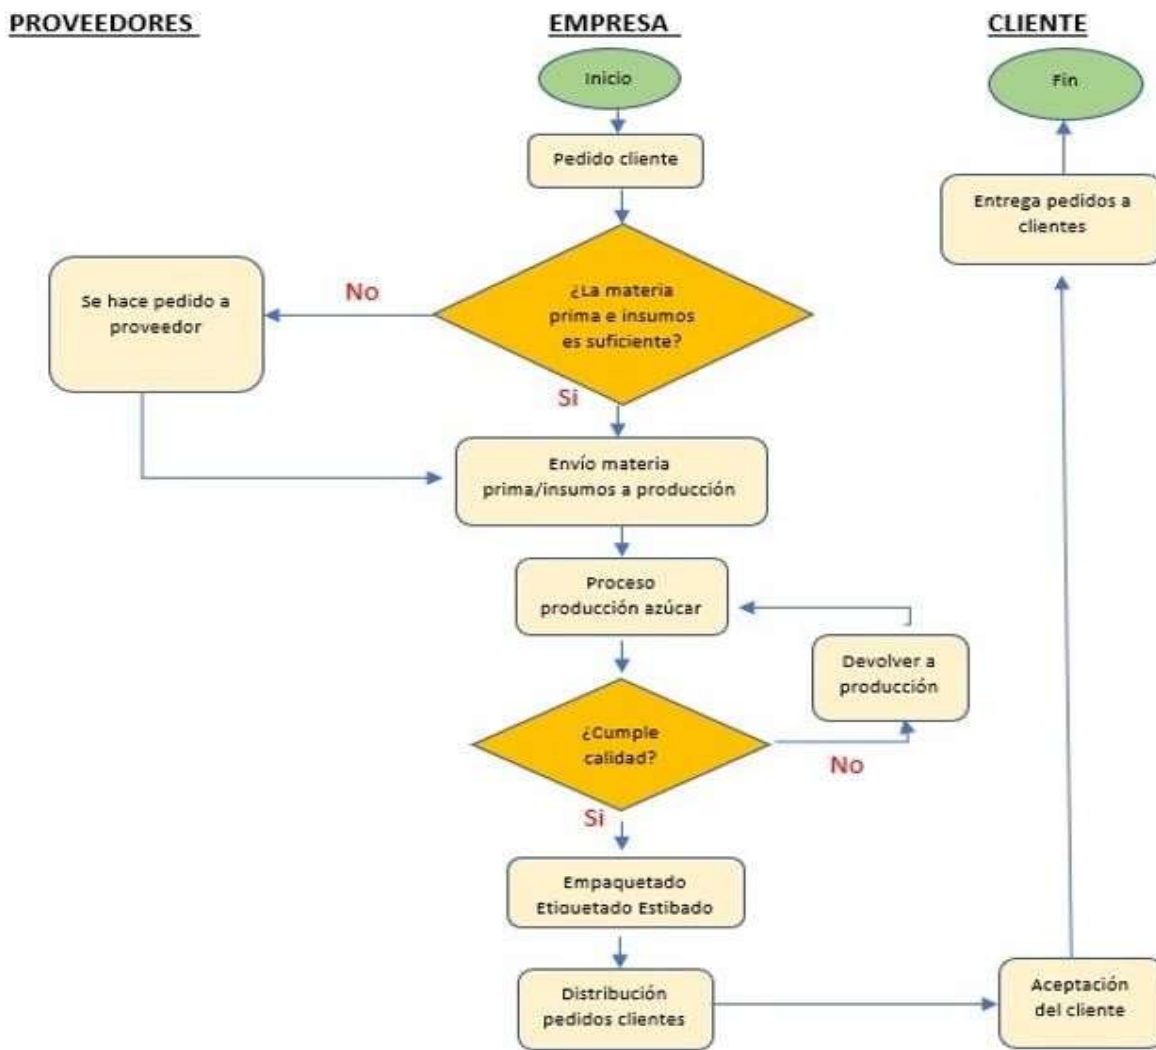 PROVEEDORES
EMPRESA
CLIENTE
Inicio
Fin
Pedido cliente
Entrega pedidos a
clientes
Se hace pedido a
proveedor
No
¿La materia
prima e insumos
es suficiente?
Si
Envío materia
prima/insumos a producción
Proceso
producción azúcar
Devolver a
producción
¿Cumple
calidad?
No
Si
Empaquetado
Etiquetado Estibado
Distribución
pedidos clientes
Aceptación
del cliente